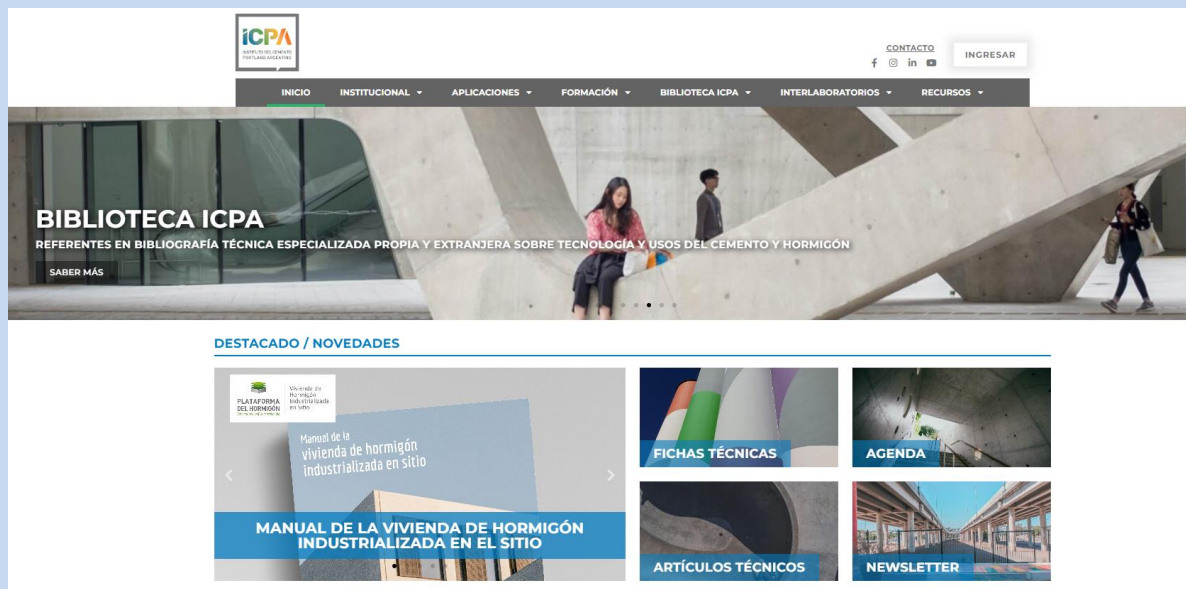 iCPA
INSTITUTO DEL CEMENTO
PORTLAND ARGENTINO
CONTACTO
INGRESAR
INICIO INSTITUCIONAL APLICACIONES FORMACIÓN BIBLIOTECA ICPA INTERLABORATORIOS RECURSOS
BIBLIOTECA ICPA
REFERENTES EN BIBLIOGRAFÍA TÉCNICA ESPECIALIZADA PROPIA Y EXTRANJERA SOBRE TECNOLOGÍA Y USOS DEL CEMENTO Y HORMIGÓN
SABER MÁS
DESTACADO / NOVEDADES
PLATAFORMA
DEL HORMIGÓN
Vivienda de
Hormigón
Industrializada
en Sitio
Manual de la
vivienda de hormigón
industrializada en sitio
MANUAL DE LA VIVIENDA DE HORMIGÓN
INDUSTRIALIZADA EN EL SITIO
FICHAS TÉCNICAS
AGENDA
ARTÍCULOS TÉCNICOS
NEWSLETTER